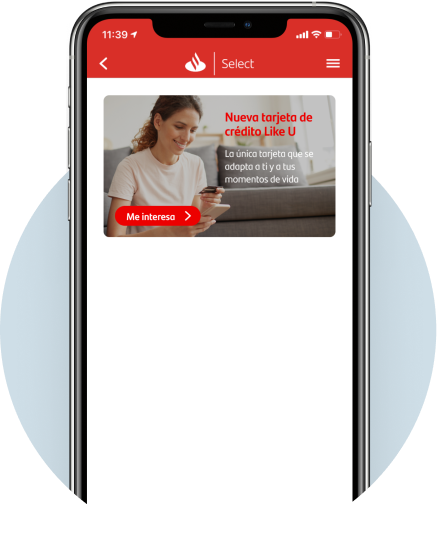 11:39
Select
Nueva tarjeta de
crédito Like U
La única tarjeta que se
adapta a ti y a tus
momentos de vida
Me interesa